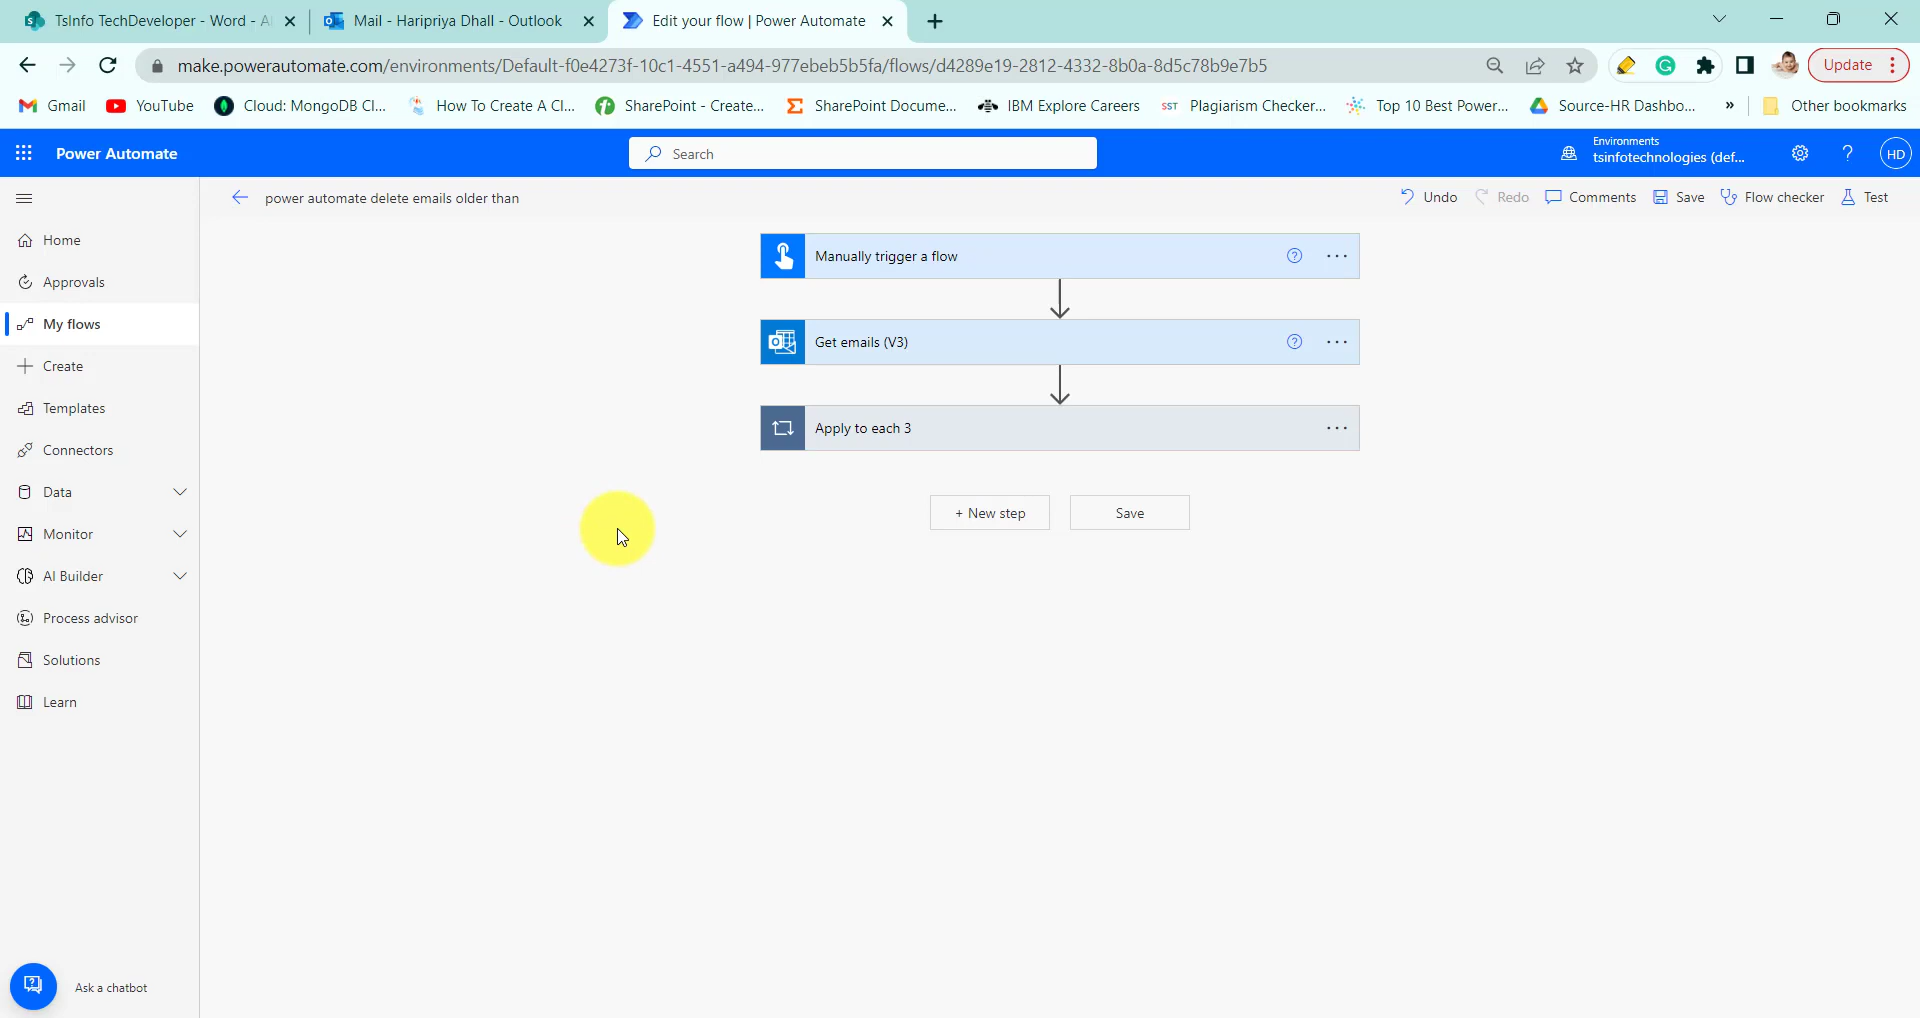 TsInfo TechDeveloper - Word - A
Mail - Haripriya Dhall - Outlook
Edit your flow | Power Automate
make.powerautomate.com/environments/Default-f0e4273f-10c1-4551-a494-977ebeb5b5fa/flows/d4289e19-2812-4332-8b0a-8d5c78b9e7b5
Update
Gmail
YouTube
Cloud: MongoDB Cl...
How To Create A Cl...
SharePoint - Create...
SharePoint Docume...
IBM Explore Careers
SST Plagiarism Checker...
Top 10 Best Power...
Source-HR Dashbo...
»
Other bookmarks
Power Automate
Search
Environments
tsinfotechnologies (def...
HD
power automate delete emails older than
Undo
Redo
Comments
Save
Flow checker
Test
Home
Approvals
My flows
Create
Templates
Connectors
Data
Monitor
AI Builder
Process advisor
Solutions
Learn
Manually trigger a flow
Get emails (V3)
Apply to each 3
+ New step
Save
Ask a chatbot